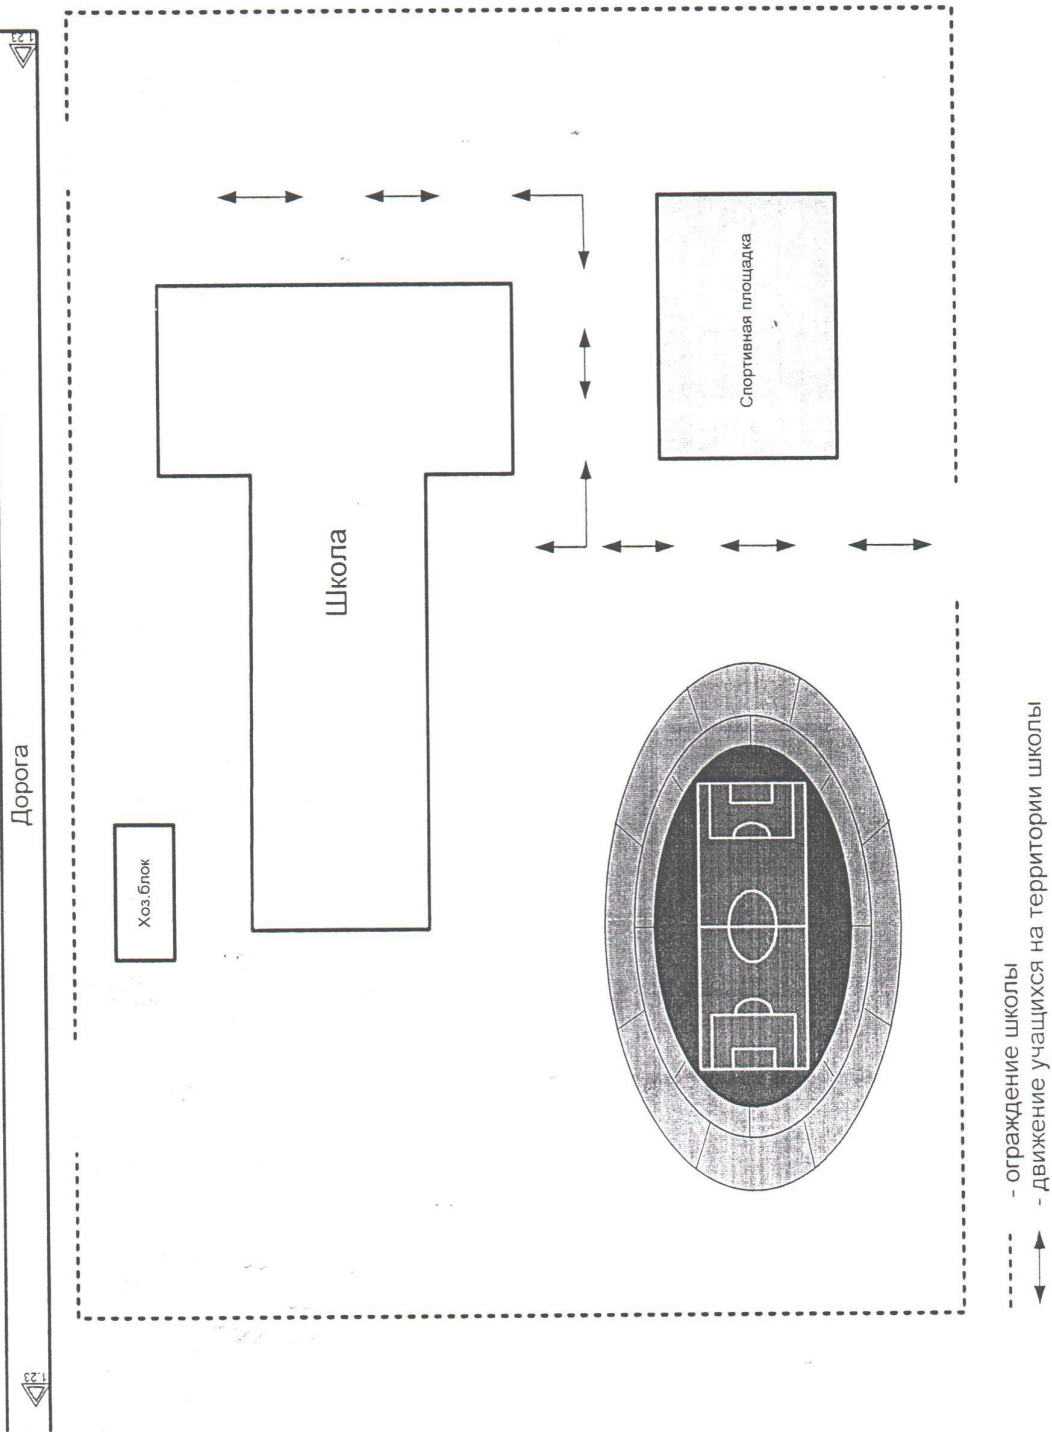 1.23
Дорога
1.23
Хоз.блок
Школа
Спортивная площадка
- ограждение школы
- движение учащихся на территории школы